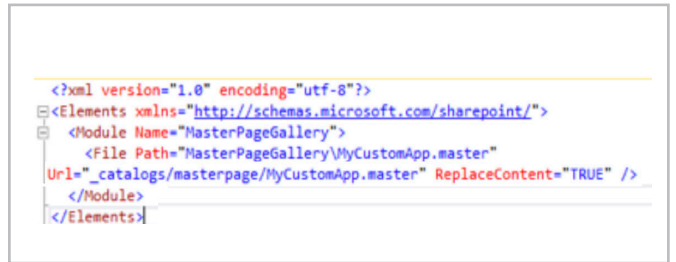 <?xml version="1.0" encoding="utf-8"?>
<Elements xmlns="http://schemas.microsoft.com/sharepoint/">
<Module Name="MasterPageGallery">
<File Path="MasterPageGallery\MyCustomApp.master"
Url="_catalogs/masterpage/MyCustomApp.master" ReplaceContent="TRUE" />
</Module>
</Elements>